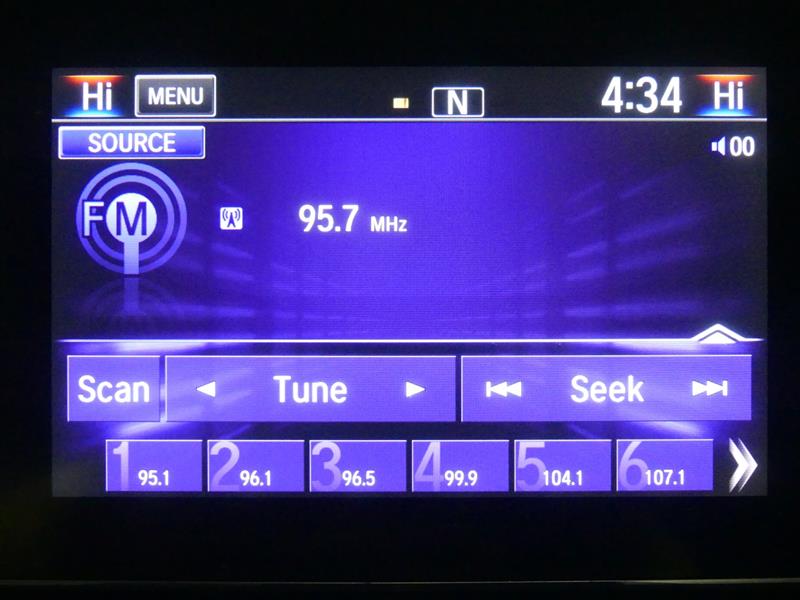 Hi MENU N 4:34 Hi
SOURCE 00
FM 95.7 MHz
Scan Tune Seek
1 95.1 2 96.1 3 96.5 4 99.9 5 104.1 6 107.1